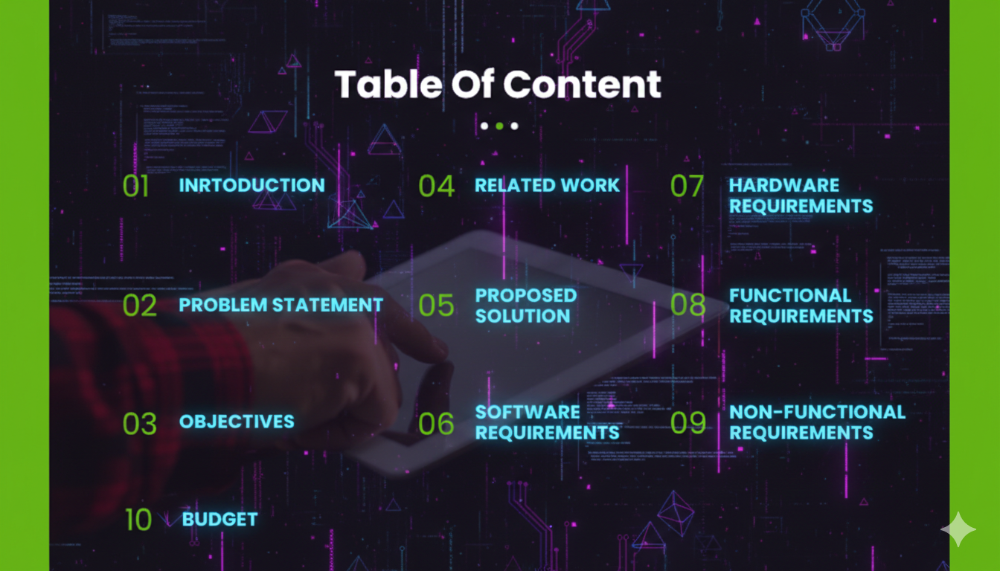 Table Of Content
01 INRTODUCTION
02 PROBLEM STATEMENT
03 OBJECTIVES
04 RELATED WORK
05 PROPOSED
SOLUTION
06 SOFTWARE
REQUIREMENTS
07 HARDWARE
REQUIREMENTS
08 FUNCTIONAL
REQUIREMENTS
09 NON-FUNCTIONAL
REQUIREMENTS
10 BUDGET